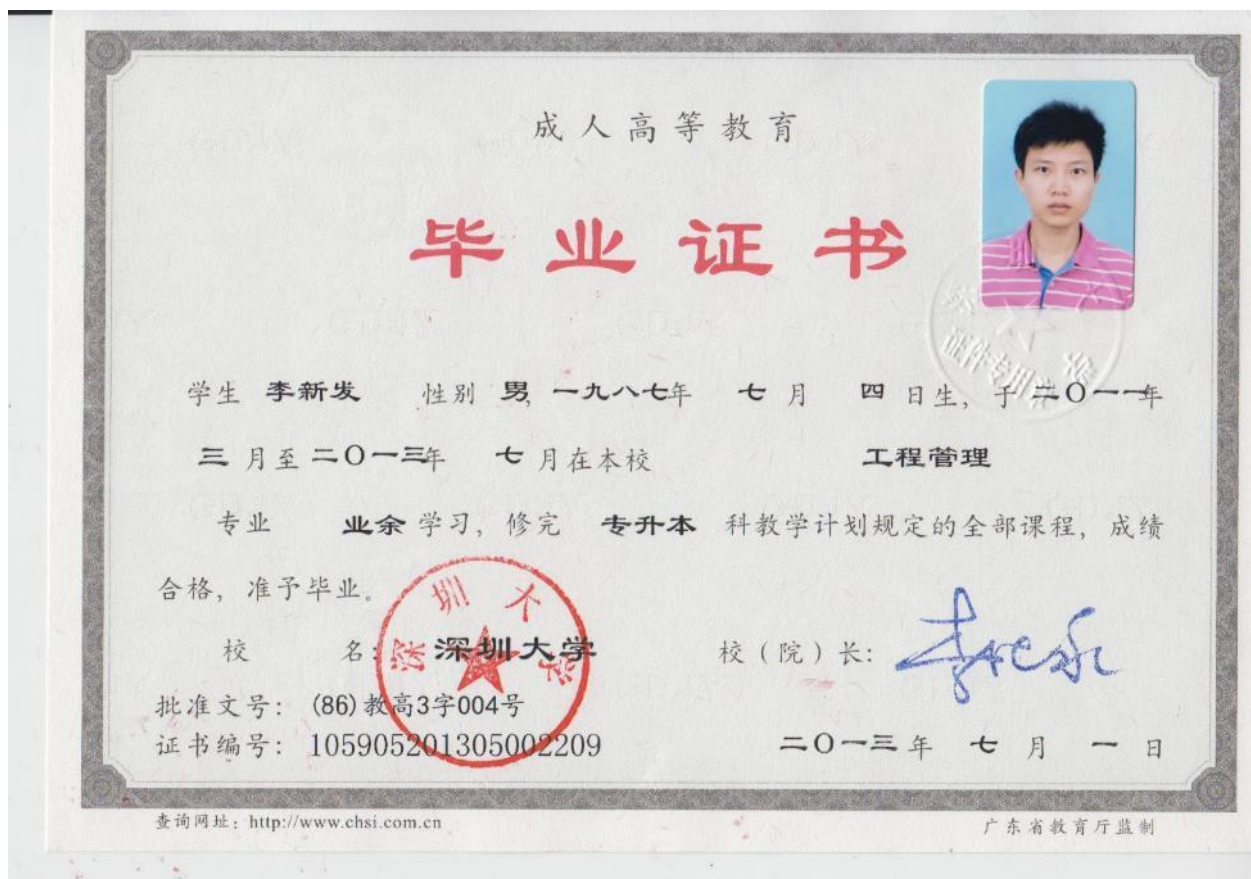 成人高等教育
毕业证书
学生 李新发 性别 男, 一九八七年 七 月 四 日生, 于 二〇一一年
三 月至 二〇一三年 七 月在本校 工程管理
专业 业余 学习, 修完 专升本 科教学计划规定的全部课程, 成绩
合格, 准予毕业。
深圳大学
校 名: 深圳大学 校(院)长:
批准文号: (86)教高3字004号
证书编号: 105905201305002209 二〇一三年 七 月 一 日
查询网址: http://www.chsi.com.cn 广东省教育厅监制